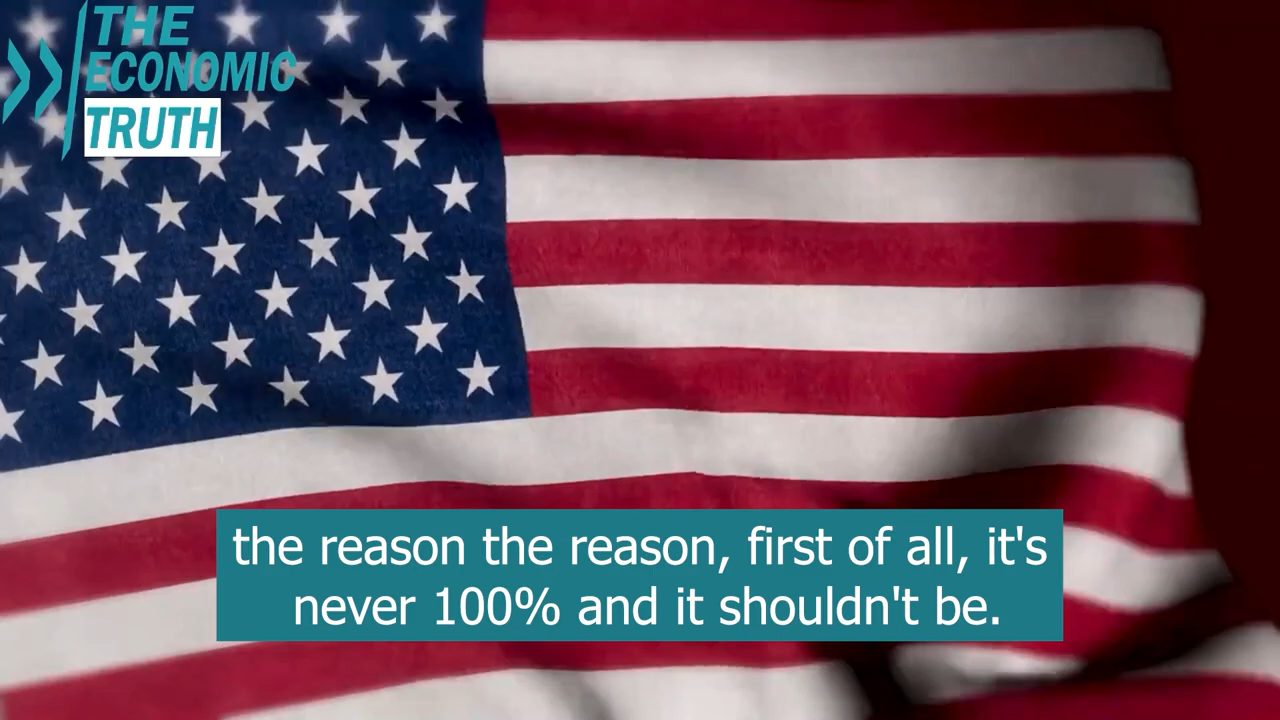 THE
ECONOMIC
TRUTH
the reason the reason, first of all, it's
never 100% and it shouldn't be.